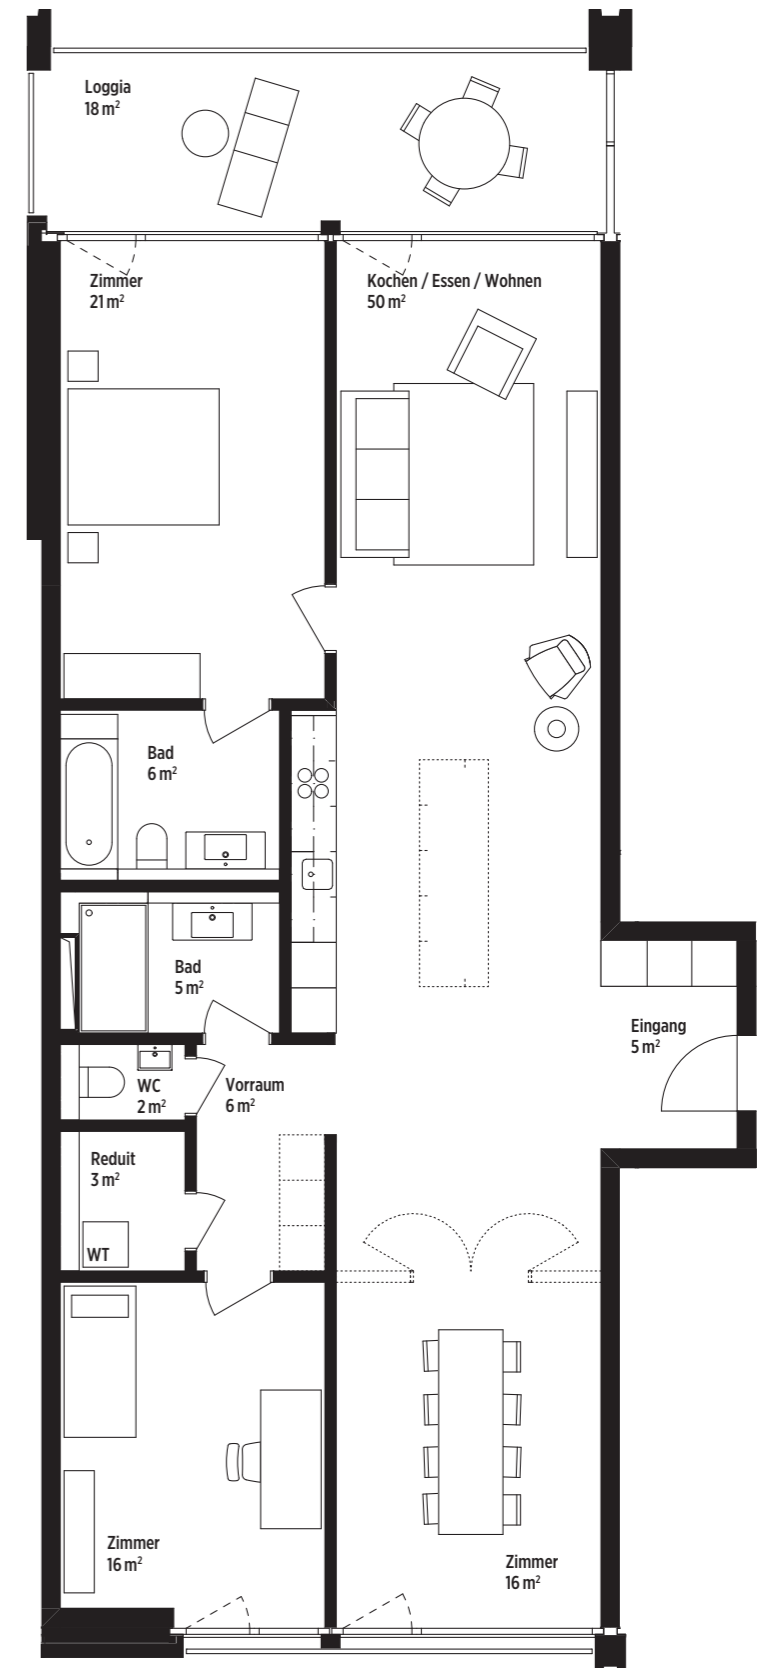 Loggia
18 m²
Zimmer
21 m²
Kochen / Essen / Wohnen
50 m²
Bad
6 m²
Bad
5 m²
Eingang
5 m²
WC
2 m²
Vorraum
6 m²
Reduit
3 m²
WT
Zimmer
16 m²
Zimmer
16 m²